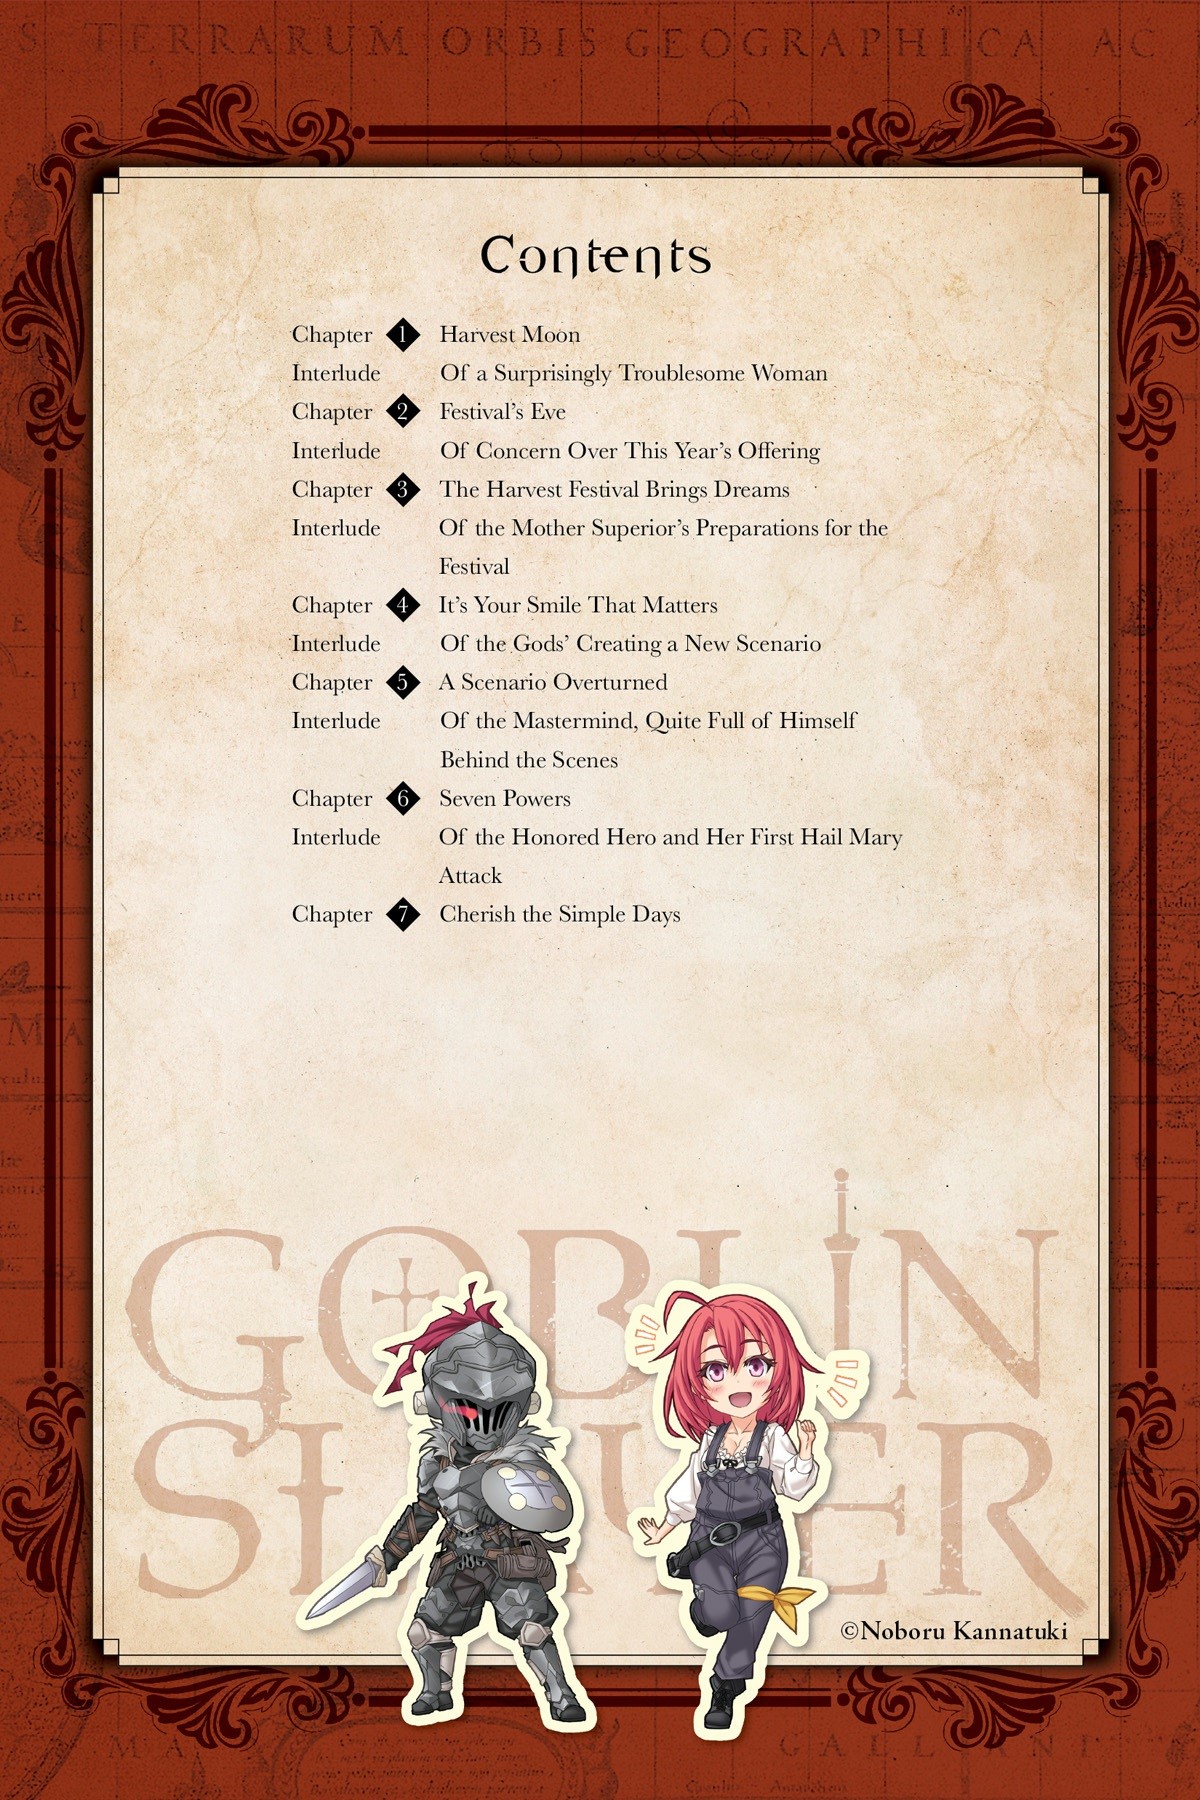 S TERRARUM ORBIS GEOGRAPHICA AC
Contents
Chapter 1 Harvest Moon
Interlude Of a Surprisingly Troublesome Woman
Chapter 2 Festival's Eve
Interlude Of Concern Over This Year's Offering
Chapter 3 The Harvest Festival Brings Dreams
Interlude Of the Mother Superior's Preparations for the
Festival
Chapter 4 It's Your Smile That Matters
Interlude Of the Gods' Creating a New Scenario
Chapter 5 A Scenario Overturned
Interlude Of the Mastermind, Quite Full of Himself
Behind the Scenes
Chapter 6 Seven Powers
Interlude Of the Honored Hero and Her First Hail Mary
Attack
Chapter 7 Cherish the Simple Days
GOBLIN
SLAYER
©Noboru Kannatuki